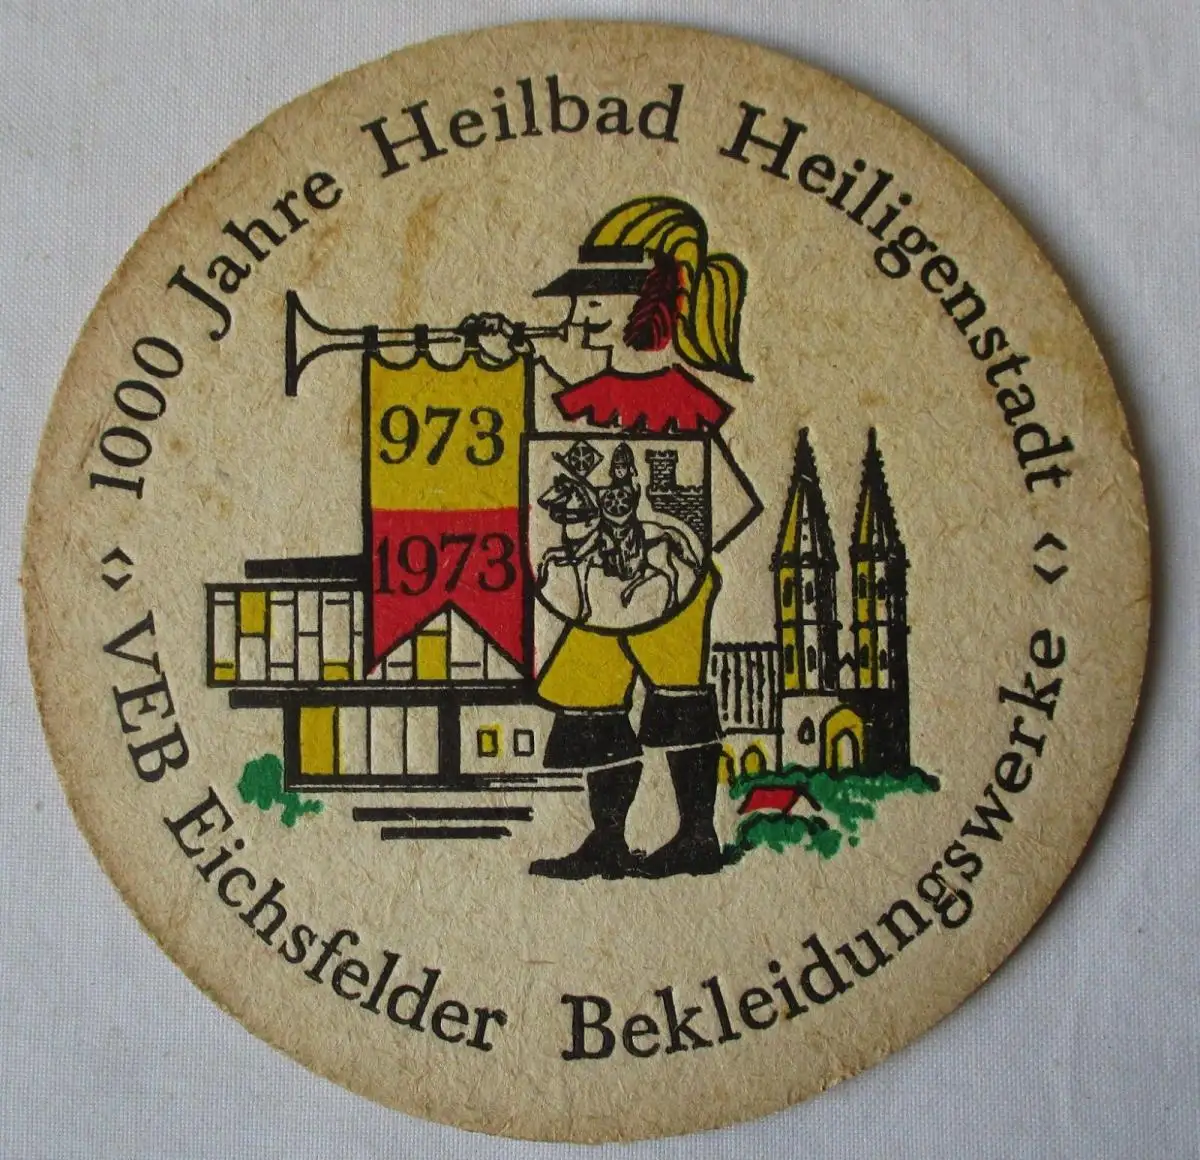 1000 Jahre Heilbad Heiligenstadt
VEB Eichsfelder Bekleidungswerke
973
1973